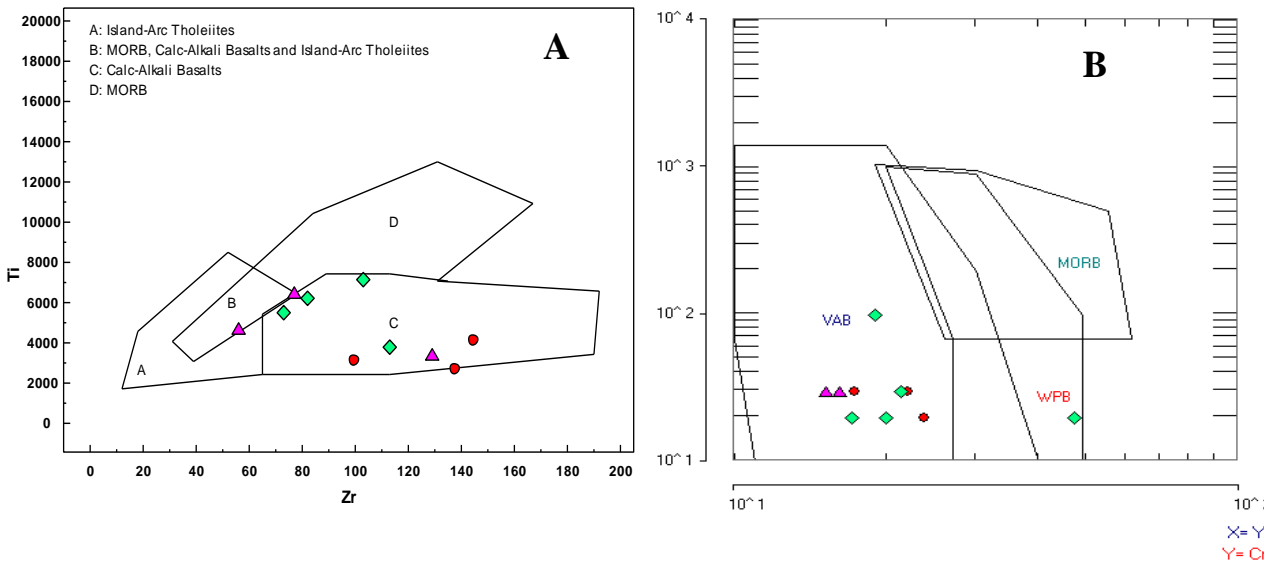 A: Island-Arc Tholeiites
B: MORB, Calc-Alkali Basalts and Island-Arc Tholeiites
C: Calc-Alkali Basalts
D: MORB
A
20000
18000
16000
14000
12000
10000
8000
6000
4000
2000
0
Ti
D
B
C
A
0 20 40 60 80 100 120 140 160 180 200
Zr
B
10^4
10^3
10^2
10^1
MORB
VAB
WPB
10^1 10^
X= Y
Y= Cr